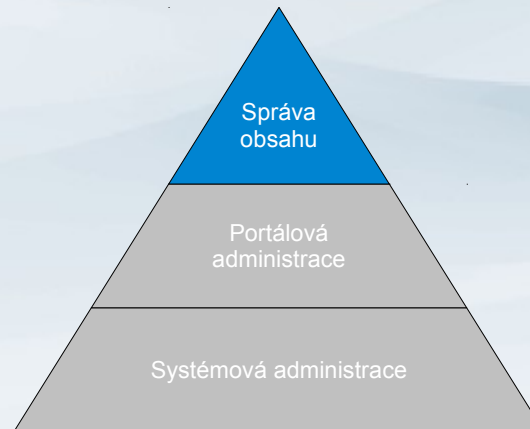 Správa
obsahu
Portálová
administrace
Systémová administrace